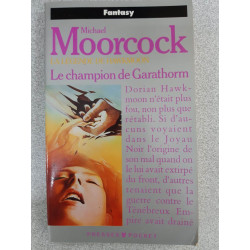 Fantasy
Michael
Moorcock
Le champion de Garathorm
Dorian Hawk-
moon n'était plus
fou, non plus que
rétabli. Si d'au-
cuns voyaient
dans le Joyau
Noir l'origine de
son mal quand on
le lui avait extirpé
du front, d'autres
tenaient que la
guerre contre le
Ténébreux Em-
pire avait drainé